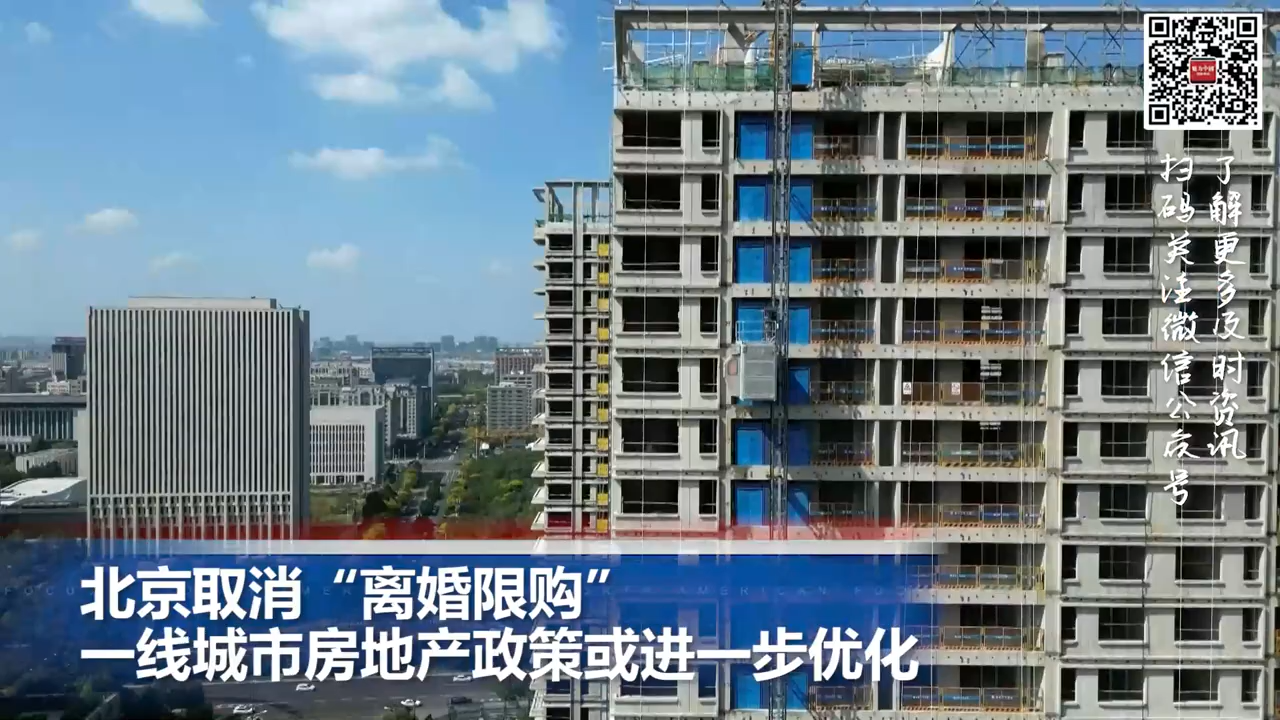 了解更多及时资讯
扫码关注微信公众号
北京取消“离婚限购”
一线城市房地产政策或进一步优化